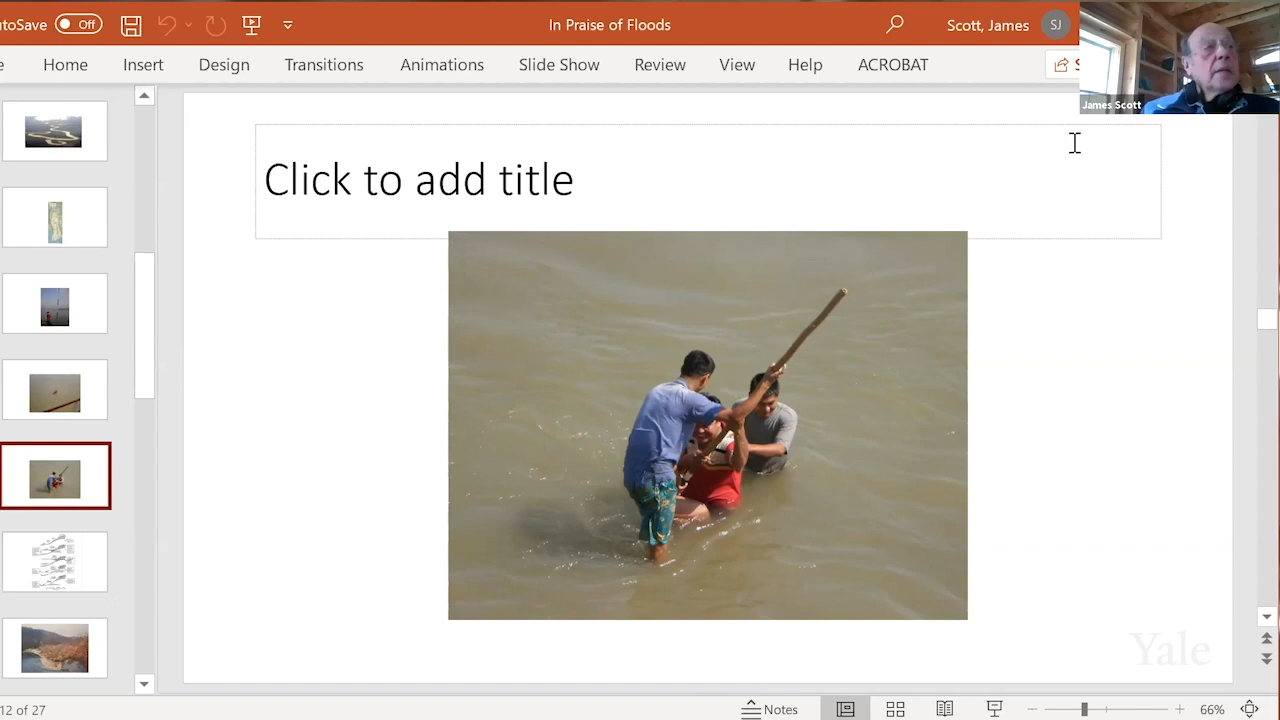 toSave Off
In Praise of Floods
Scott, James
SJ
e Home Insert Design Transitions Animations Slide Show Review View Help ACROBAT
S
James Scott
Click to add title
Yale
12 of 27
Notes
66%